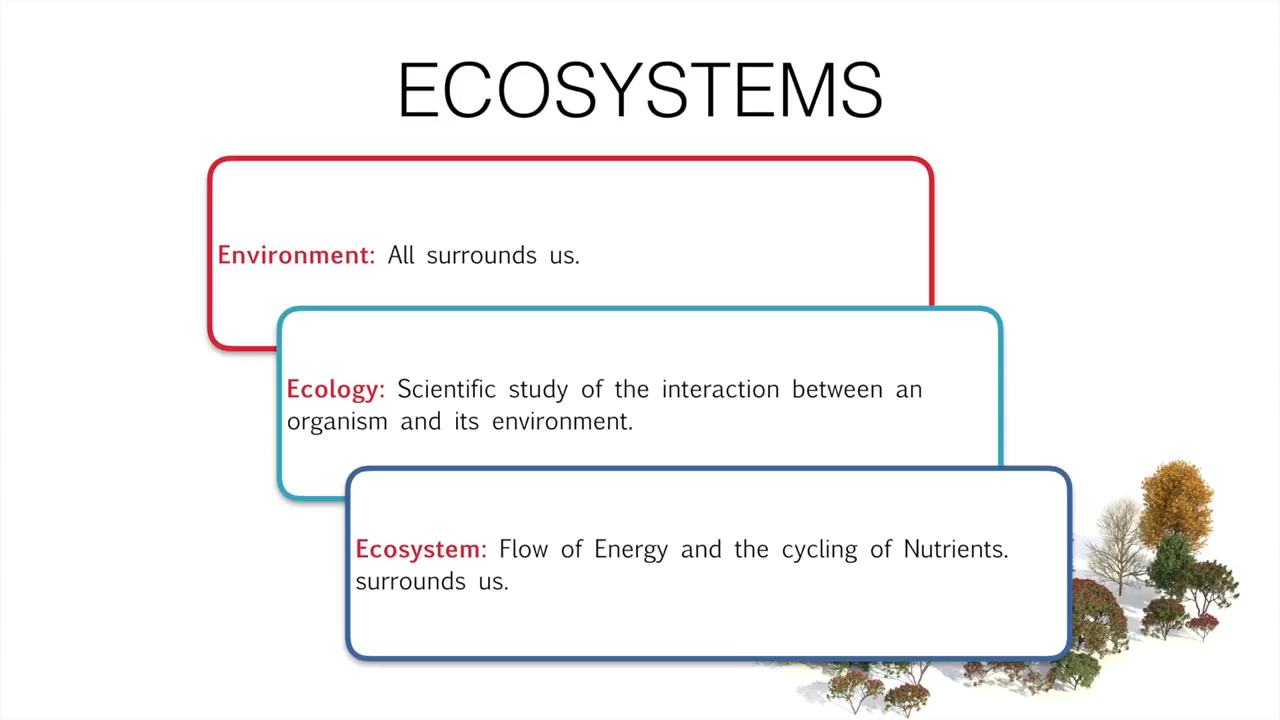 ECOSYSTEMS
Environment: All surrounds us.
Ecology: Scientific study of the interaction between an
organism and its environment.
Ecosystem: Flow of Energy and the cycling of Nutrients.
surrounds us.